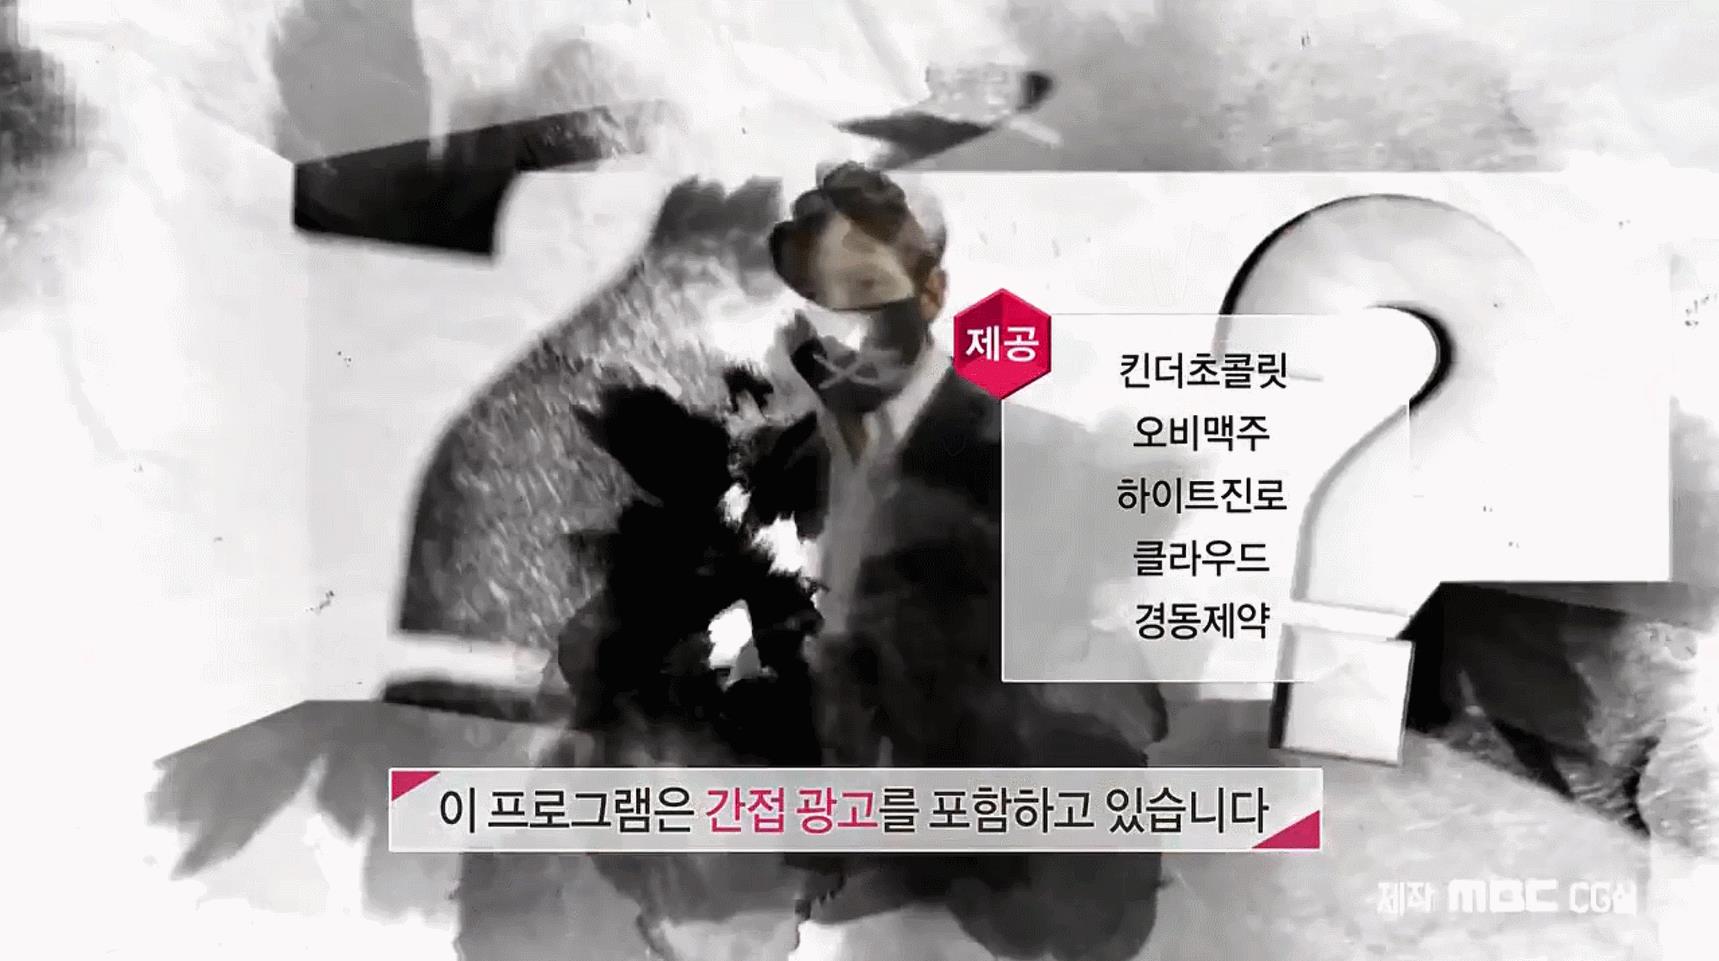 제공
킨더초콜릿
오비맥주
하이트진로
클라우드
경동제약
이 프로그램은 간접 광고를 포함하고 있습니다
제작 MBC CG실